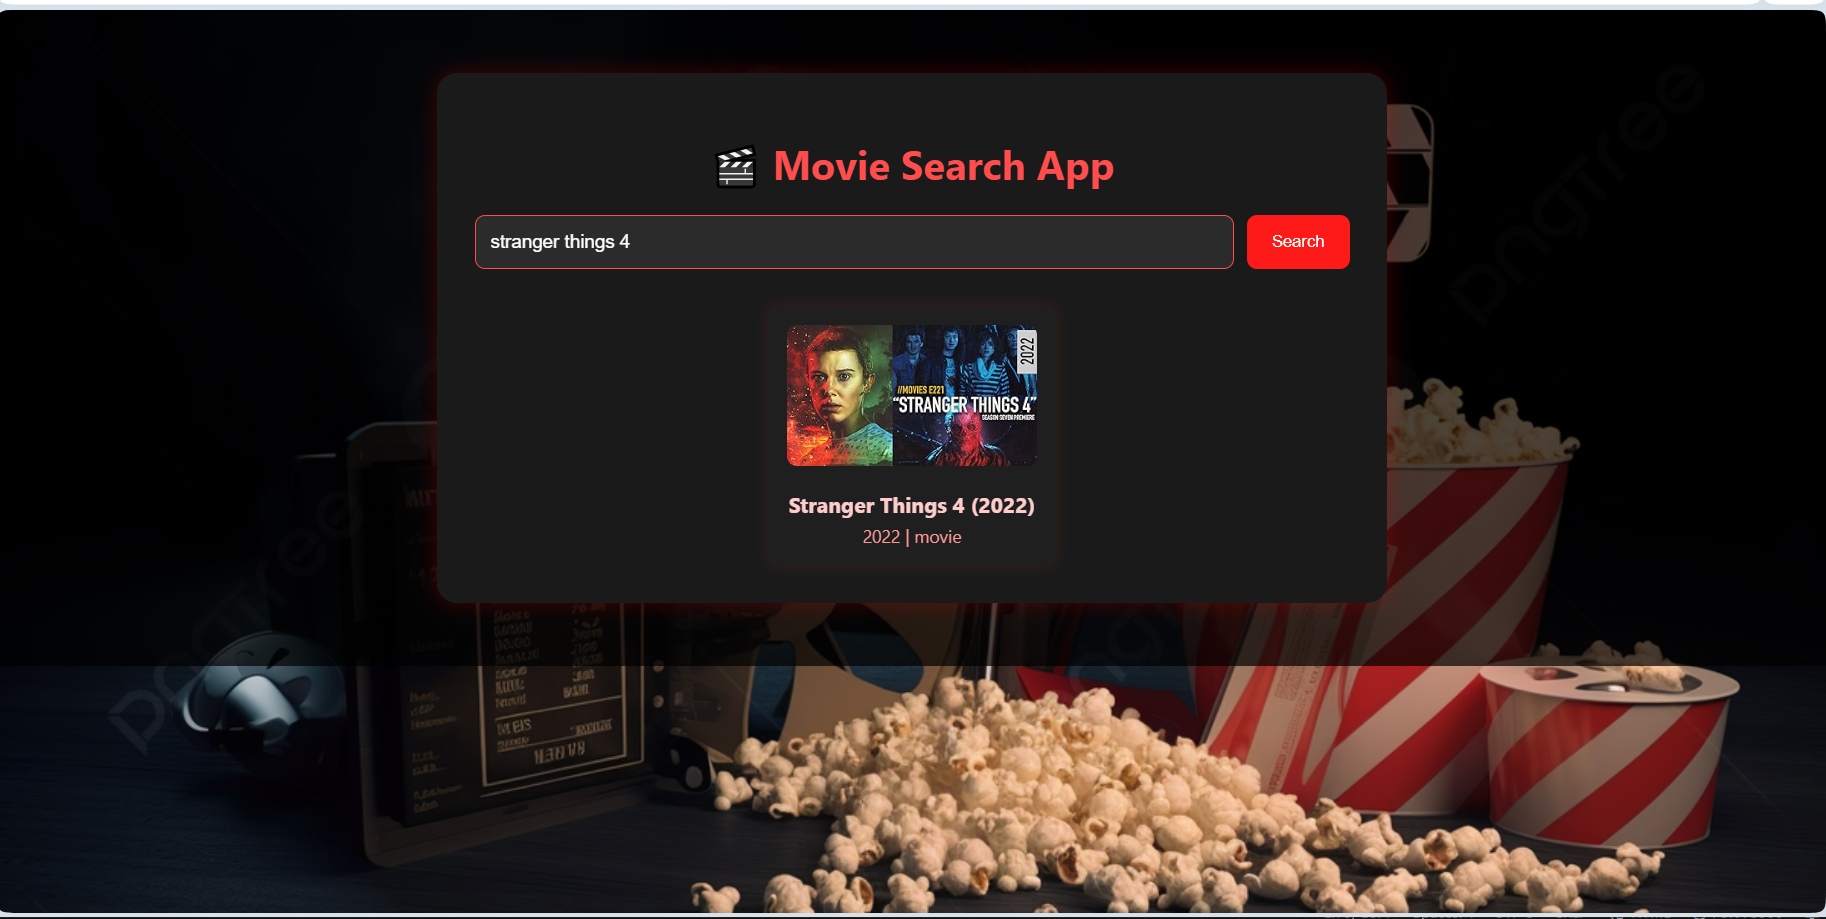 Movie Search App
stranger things 4
Search
2022
//MOVIES E221
“STRANGER THINGS 4”
SEASON SEVEN PREMIERE
Stranger Things 4 (2022)
2022 | movie
pngtree
pngtree